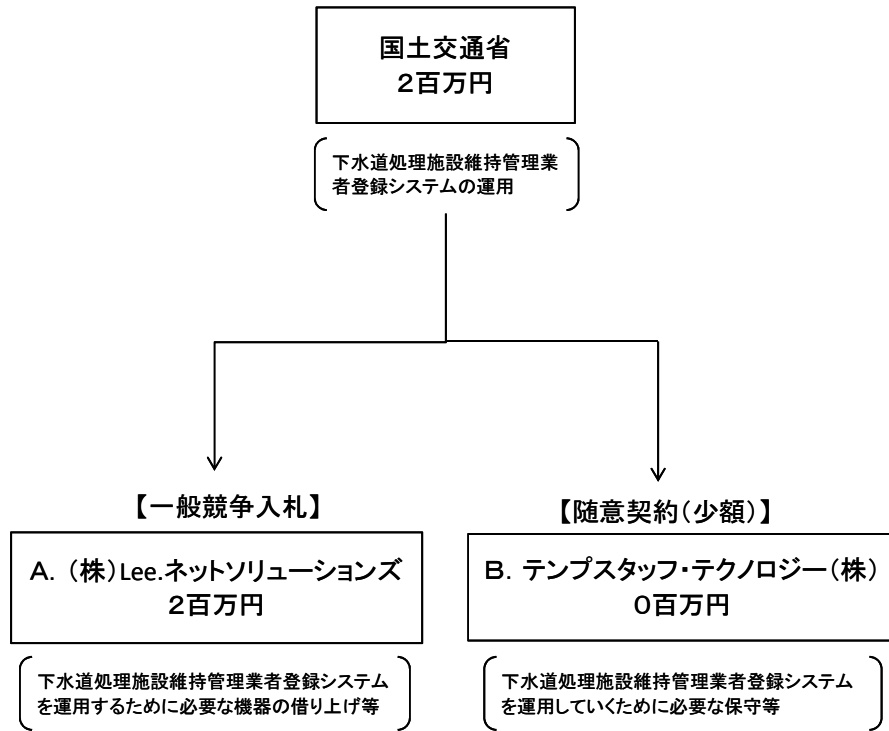 国土交通省
２百万円
下水道処理施設維持管理業
者登録システムの運用
【一般競争入札】
A．（株）Lee.ネットソリューションズ
２百万円
下水道処理施設維持管理業者登録システム
を運用するために必要な機器の借り上げ等
【随意契約（少額）】
B．テンプスタッフ・テクノロジー（株）
０百万円
下水道処理施設維持管理業者登録システム
を運用していくために必要な保守等